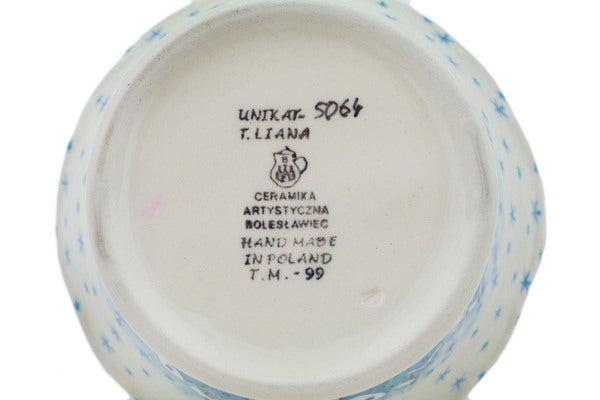 UNIKAT- 5064
T. LIANA
B
CERAMIKA
ARTYSTYCZNA
BOLESŁAWIEC
HAND MADE
IN POLAND
T.M.-99